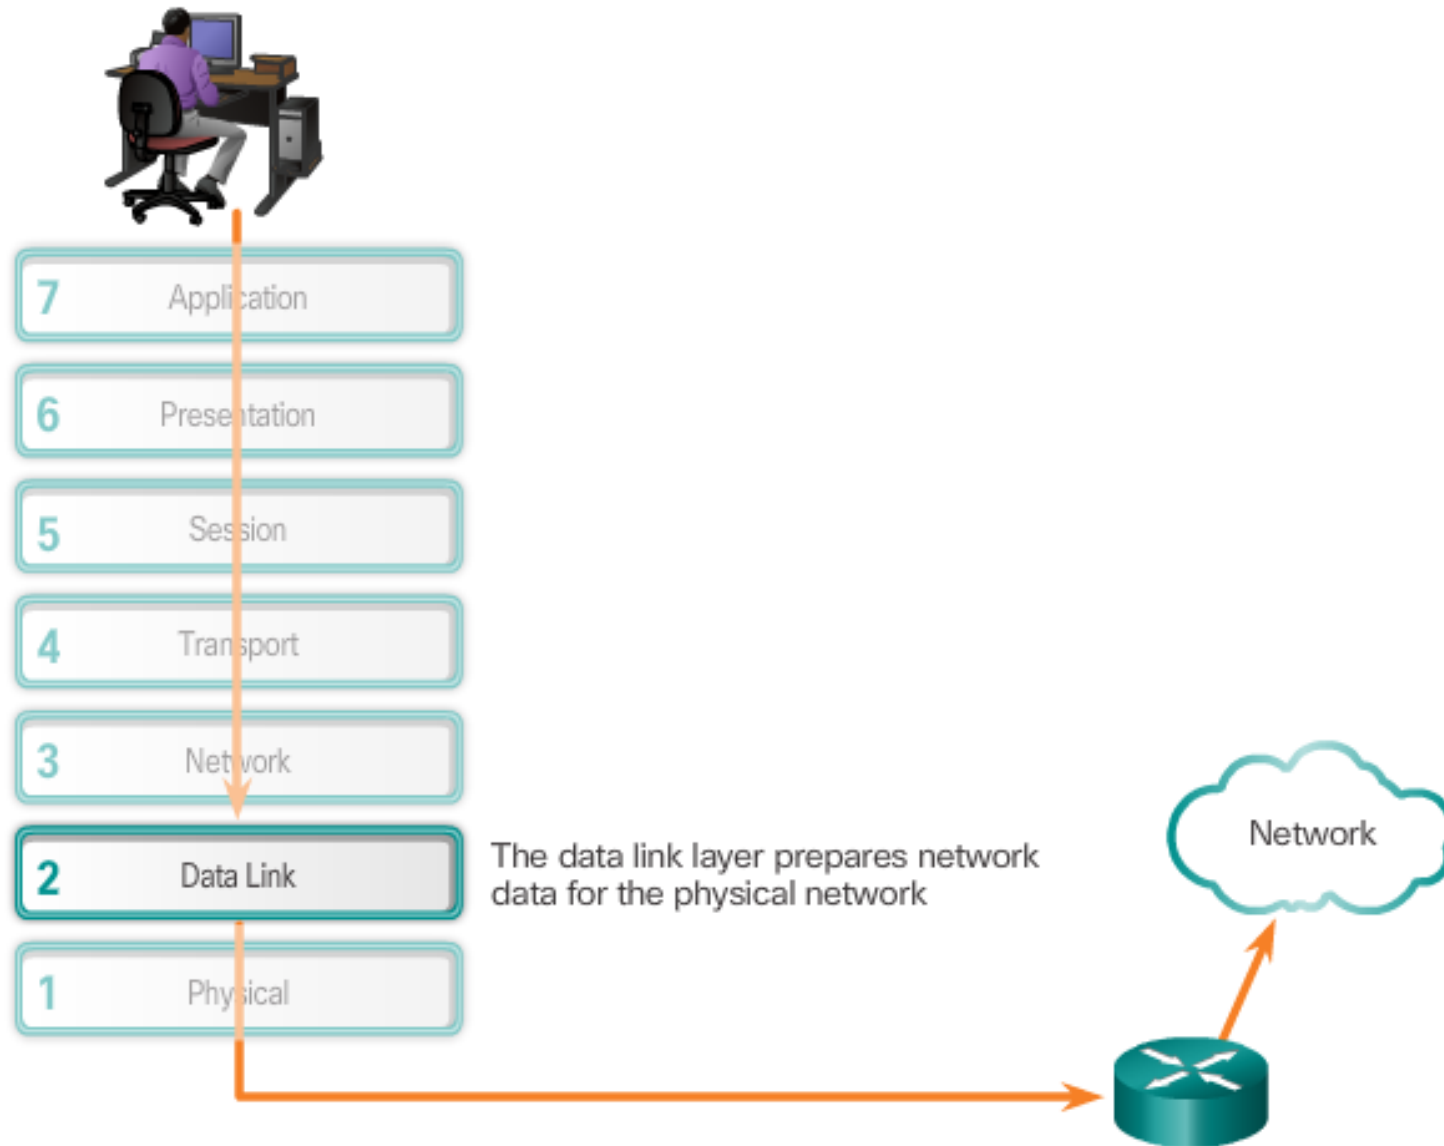 7 Application
6 Presentation
5 Session
4 Transport
3 Network
2 Data Link
The data link layer prepares network
data for the physical network
1 Physical
Network